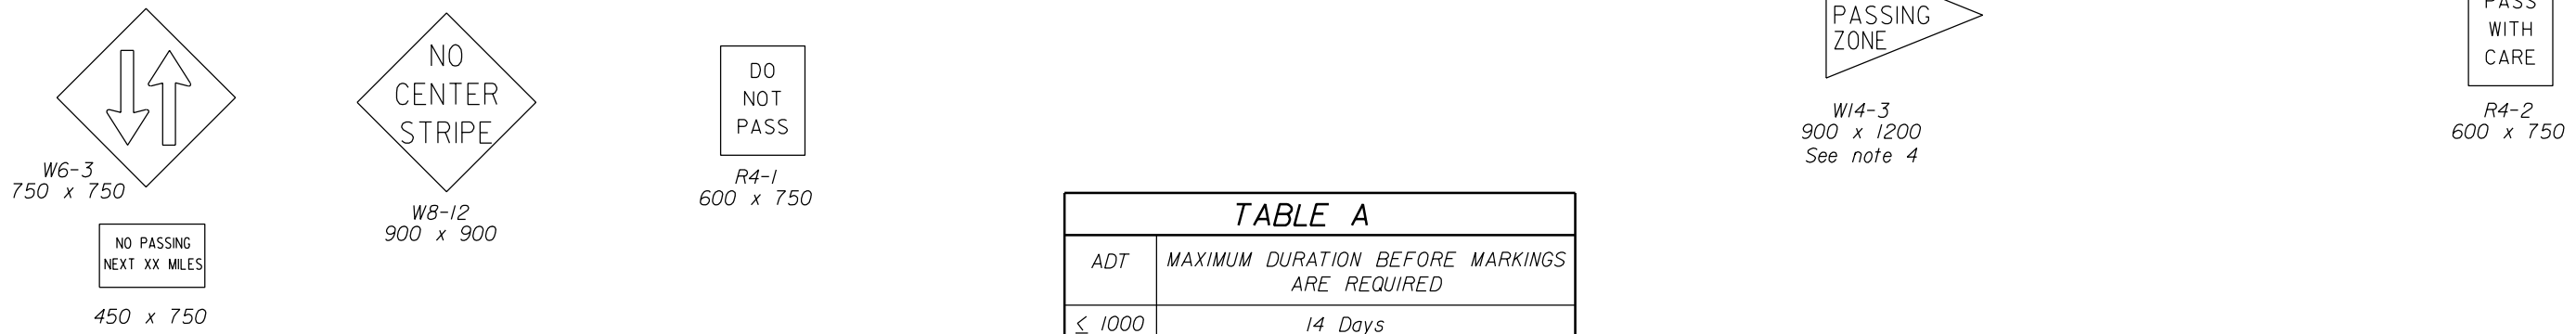 W6-3
750 x 750
NO PASSING
NEXT XX MILES
450 x 750
NO
CENTER
STRIPE
W8-12
900 x 900
DO
NOT
PASS
R4-1
600 x 750
TABLE A
ADT
MAXIMUM DURATION BEFORE MARKINGS
ARE REQUIRED
≤ 1000
14 Days
PASSING
ZONE
W14-3
900 x 1200
See note 4
PASS
WITH
CARE
R4-2
600 x 750